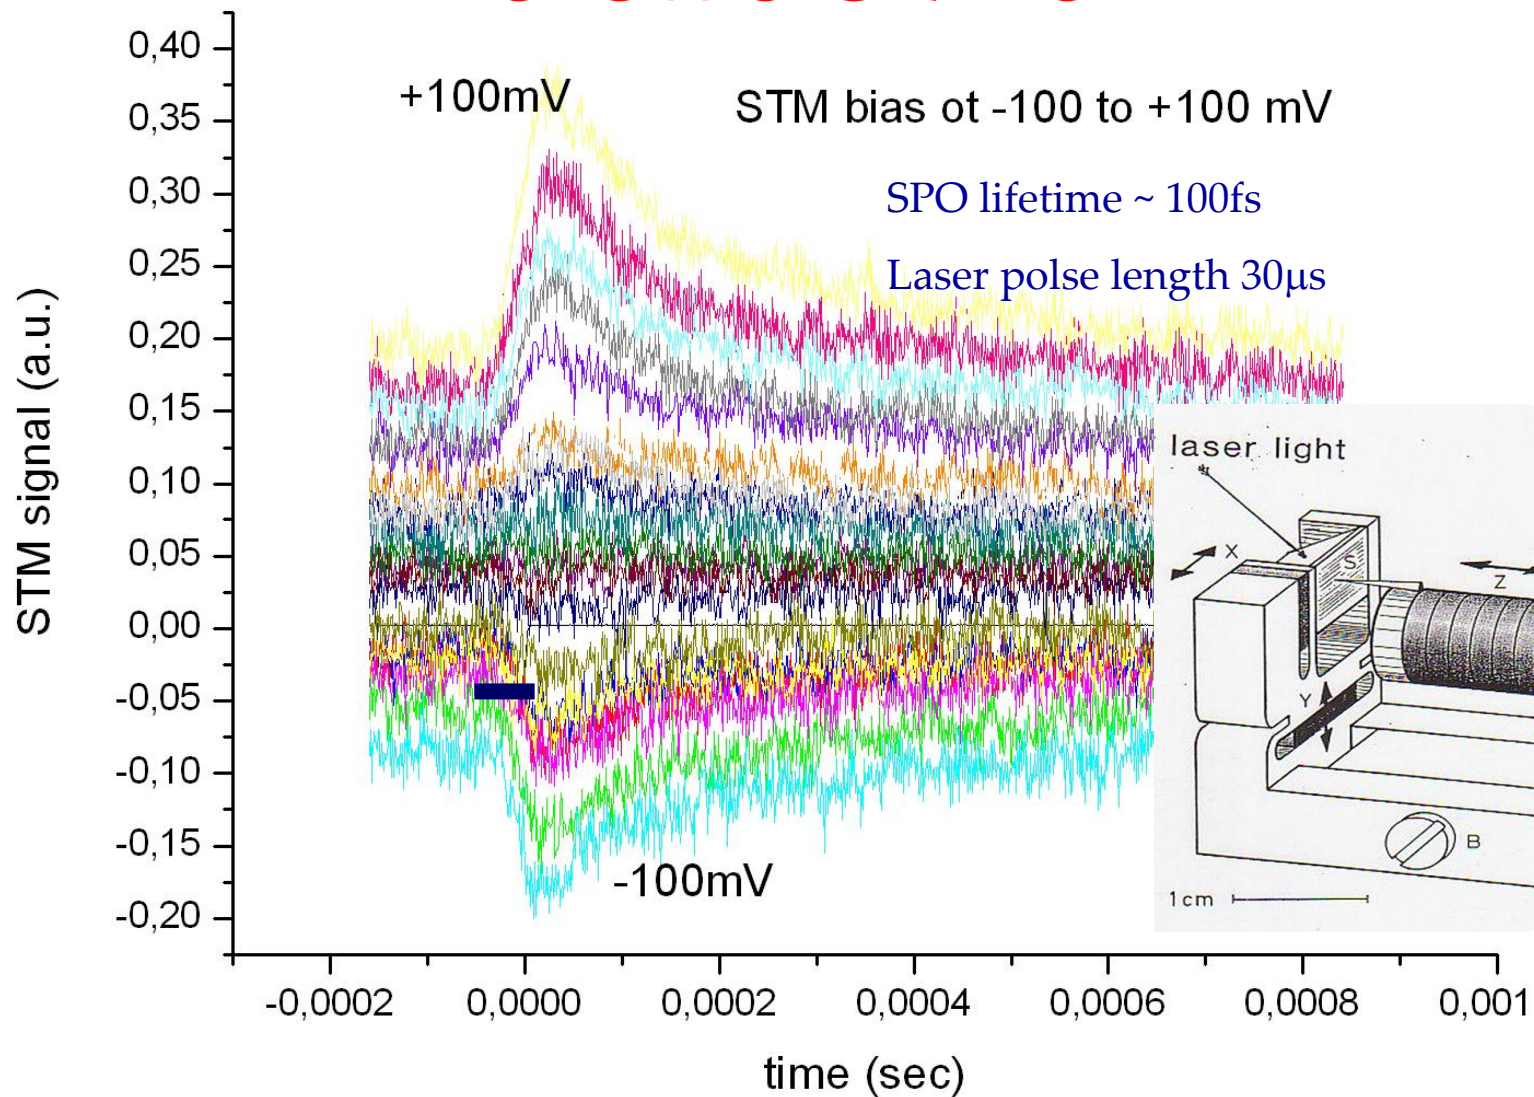 +100mV
STM bias ot -100 to +100 mV
SPO lifetime ~ 100fs
Laser polse length 30µs
STM signal (a.u.)
0,40
0,35
0,30
0,25
0,20
0,15
0,10
0,05
0,00
-0,05
-0,10
-0,15
-0,20
-100mV
laser light
X
S
Z
Y
B
1cm
-0,0002 0,0000 0,0002 0,0004 0,0006 0,0008 0,001
time (sec)